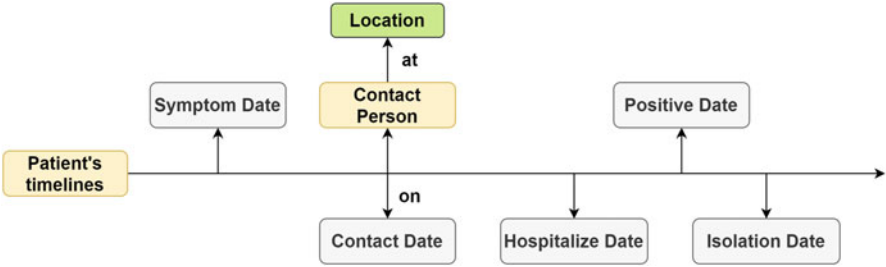 Location
at
Symptom Date
Contact
Person
Positive Date
Patient's
timelines
on
Contact Date
Hospitalize Date
Isolation Date